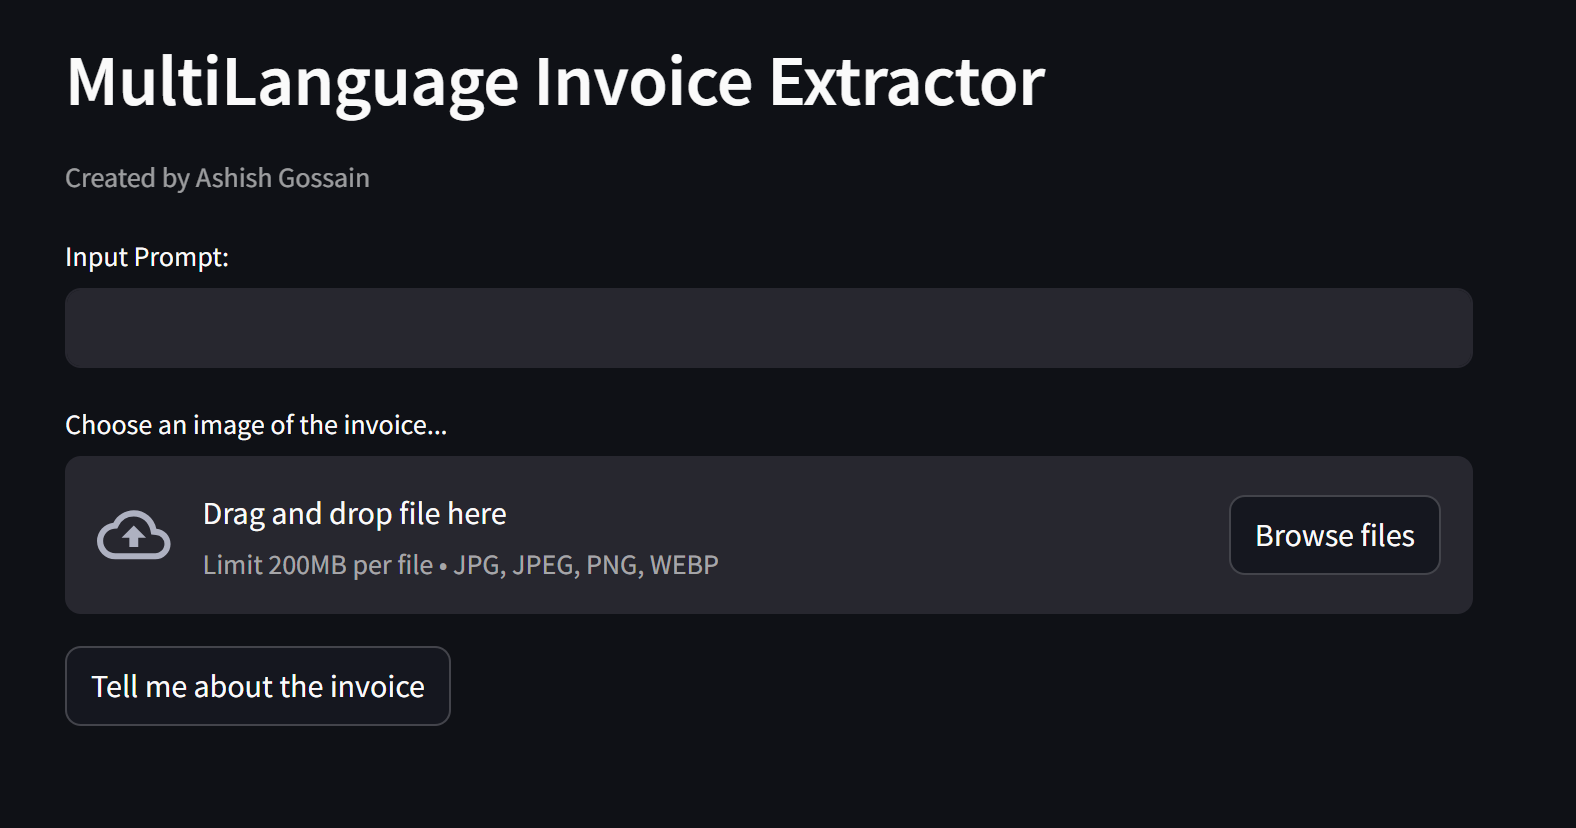 MultiLanguage Invoice Extractor
Created by Ashish Gossain
Input Prompt:
Choose an image of the invoice...
Drag and drop file here
Limit 200MB per file • JPG, JPEG, PNG, WEBP
Browse files
Tell me about the invoice